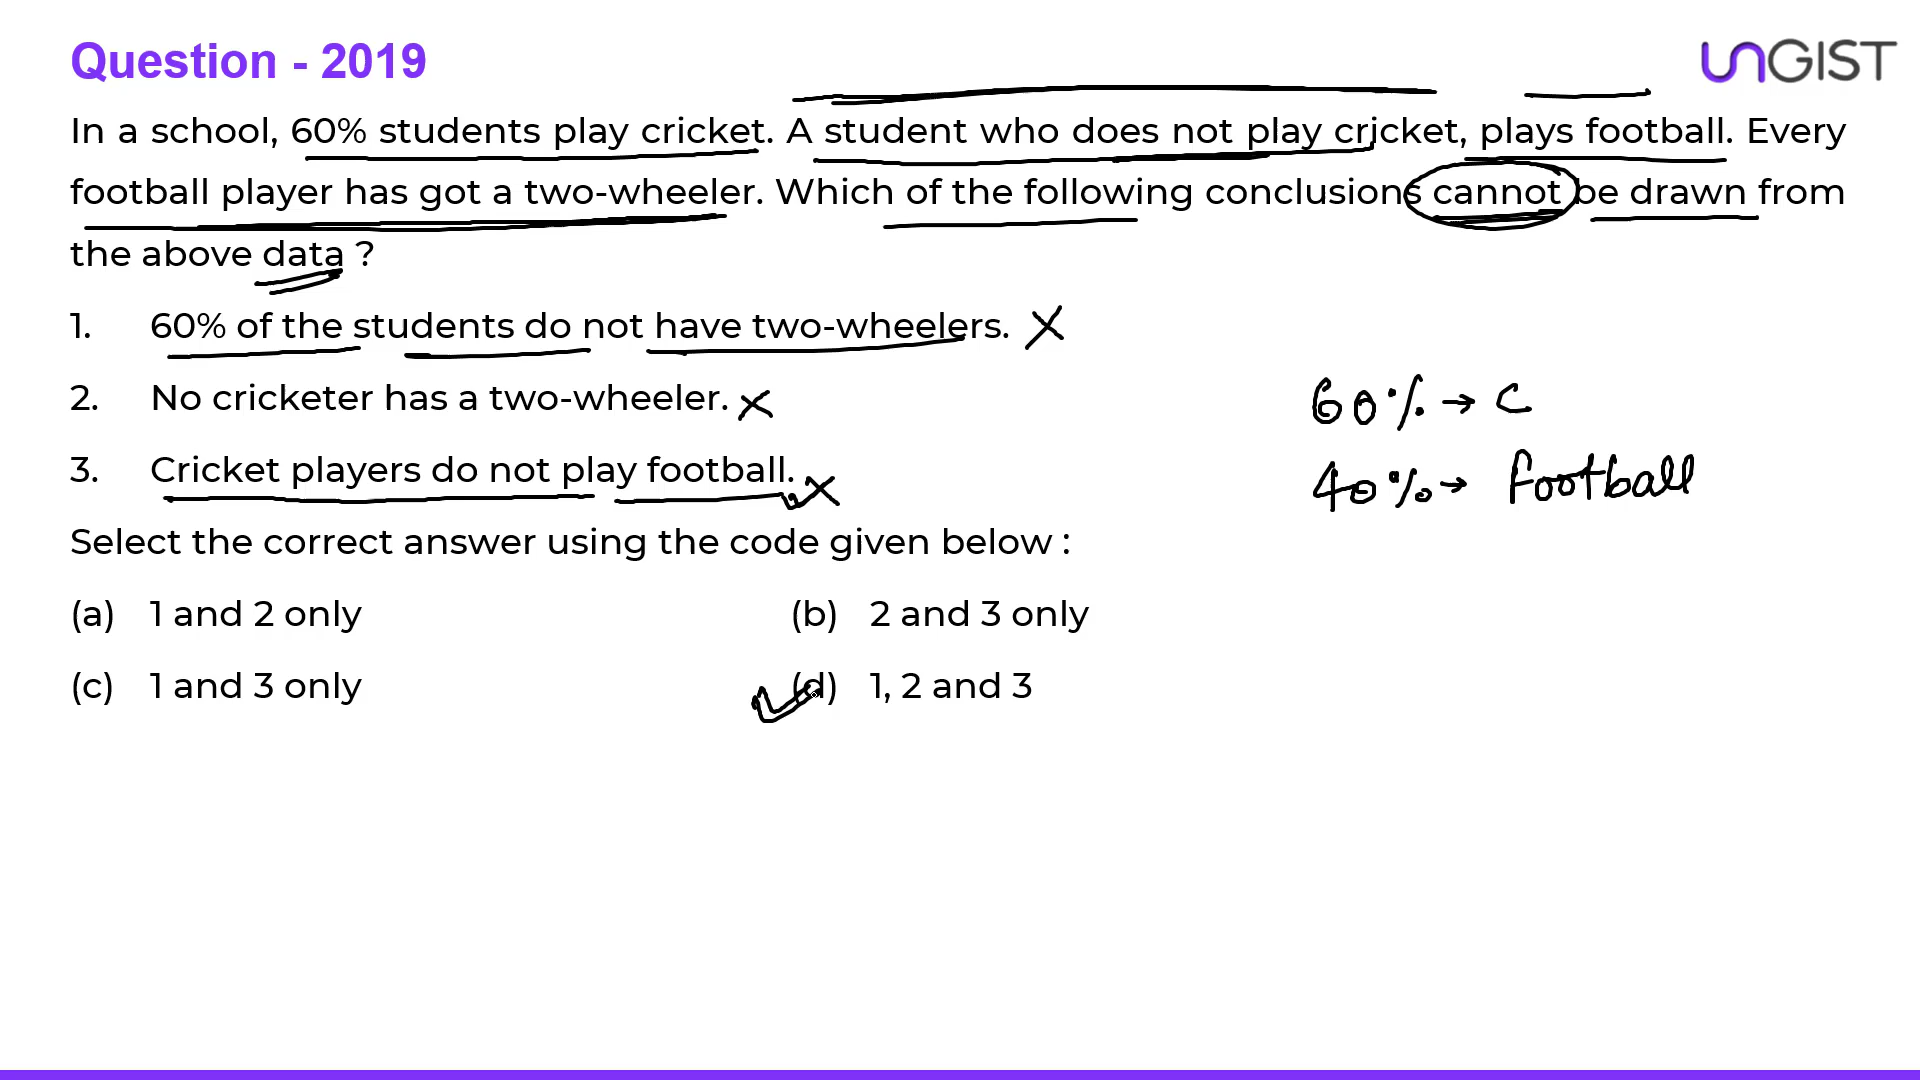 Question - 2019
UNGIST
In a school, 60% students play cricket. A student who does not play cricket, plays football. Every
football player has got a two-wheeler. Which of the following conclusions cannot be drawn from
the above data ?
1. 60% of the students do not have two-wheelers.
2. No cricketer has a two-wheeler.
60% → C
3. Cricket players do not play football.
40% → Football
Select the correct answer using the code given below :
(a) 1 and 2 only (b) 2 and 3 only
(c) 1 and 3 only (d) 1, 2 and 3